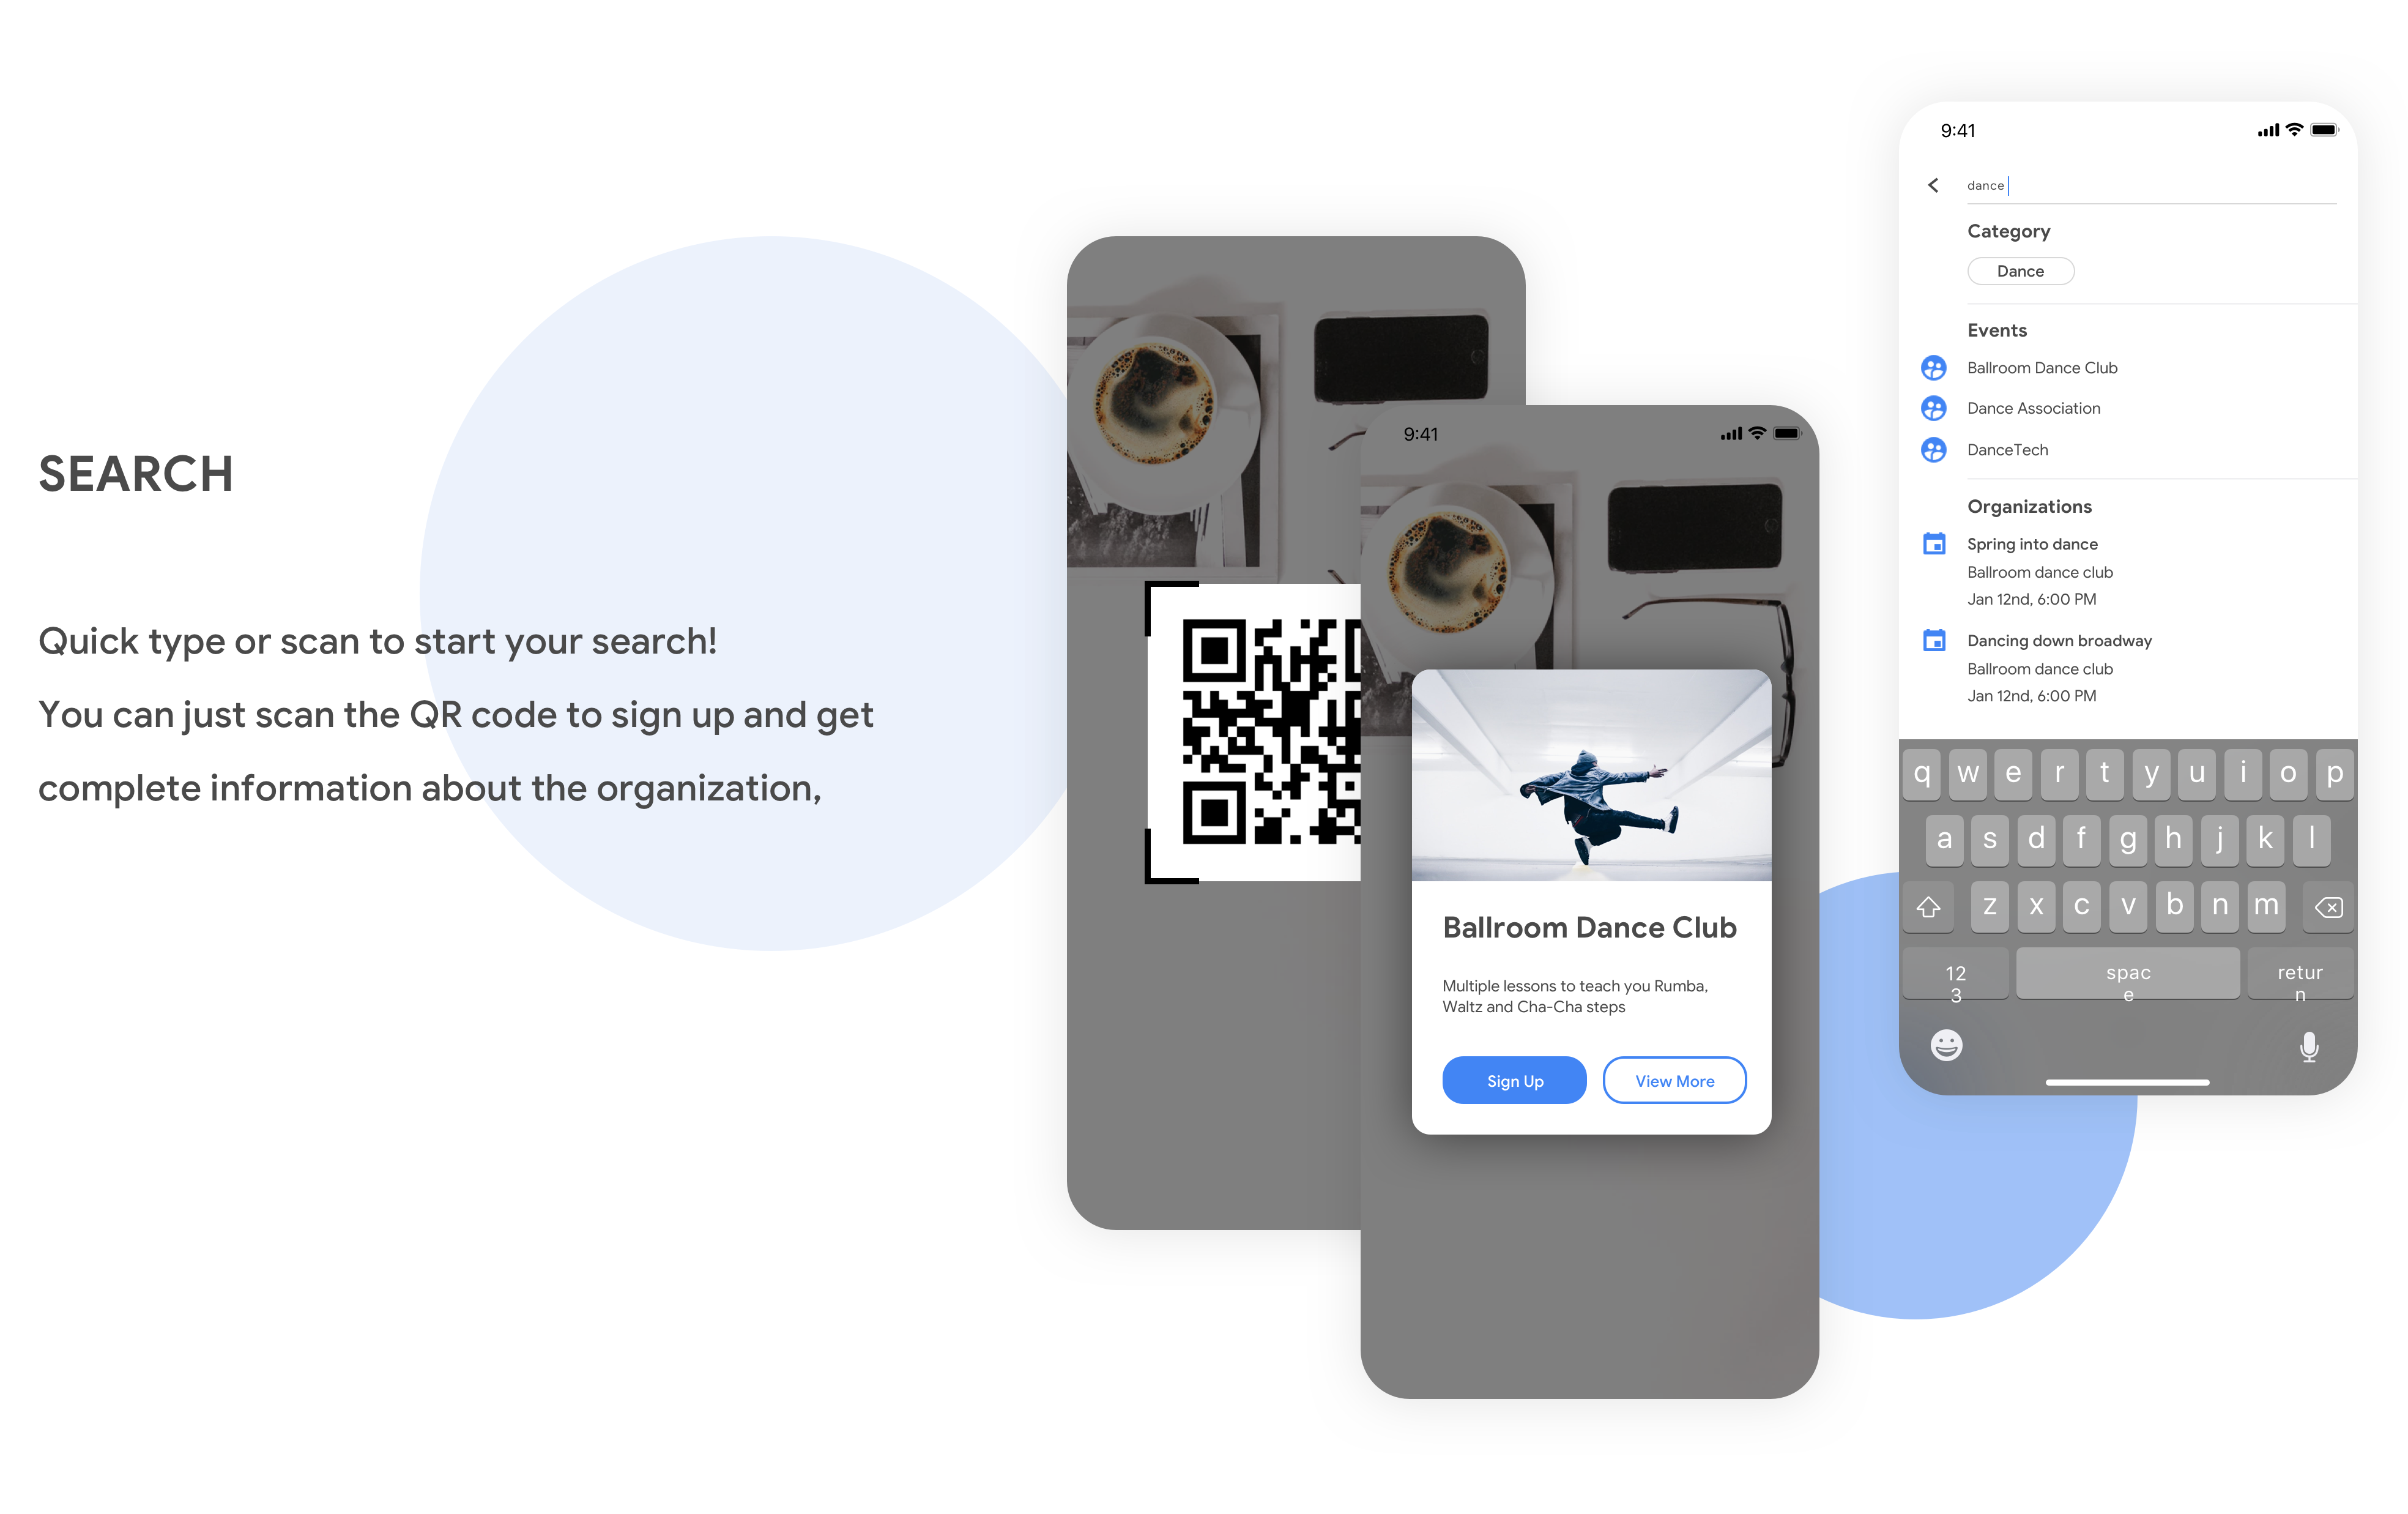 SEARCH
Quick type or scan to start your search!
You can just scan the QR code to sign up and get
complete information about the organization,
9:41
Ballroom Dance Club
Multiple lessons to teach you Rumba,
Waltz and Cha-Cha steps
Sign Up
View More
9:41
dance
Category
Dance
Events
Ballroom Dance Club
Dance Association
DanceTech
Organizations
Spring into dance
Ballroom dance club
Jan 12nd, 6:00 PM
Dancing down broadway
Ballroom dance club
Jan 12nd, 6:00 PM
q w e r t y u i o p
a s d f g h j k l
z x c v b n m
12
3
spac
e
retur
n